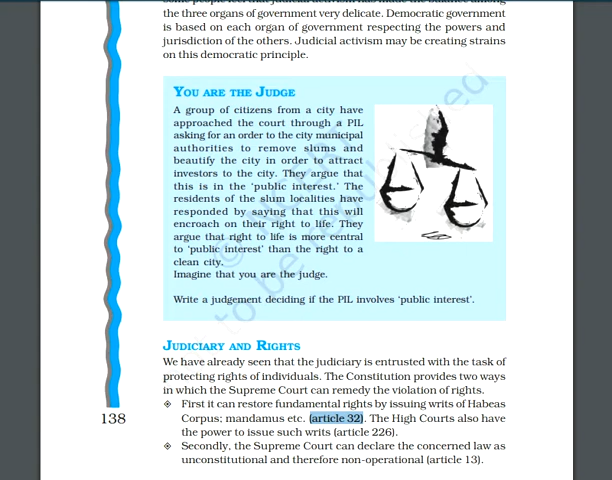 some people feel that judicial activism has made the balance among
the three organs of government very delicate. Democratic government
is based on each organ of government respecting the powers and
jurisdiction of the others. Judicial activism may be creating strains
on this democratic principle.
YOU ARE THE JUDGE
A group of citizens from a city have
approached the court through a PIL
asking for an order to the city municipal
authorities to remove slums and
beautify the city in order to attract
investors to the city. They argue that
this is in the ‘public interest.’ The
residents of the slum localities have
responded by saying that this will
encroach on their right to life. They
argue that right to life is more central
to ‘public interest’ than the right to a
clean city.
Imagine that you are the judge.
Write a judgement deciding if the PIL involves ‘public interest’.
JUDICIARY AND RIGHTS
We have already seen that the judiciary is entrusted with the task of
protecting rights of individuals. The Constitution provides two ways
in which the Supreme Court can remedy the violation of rights.
First it can restore fundamental rights by issuing writs of Habeas
Corpus; mandamus etc. (article 32). The High Courts also have
the power to issue such writs (article 226).
Secondly, the Supreme Court can declare the concerned law as
unconstitutional and therefore non-operational (article 13).
138